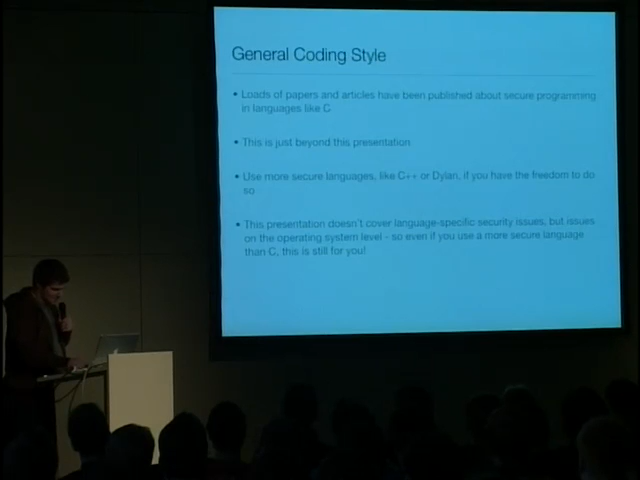 General Coding Style
• Loads of papers and articles have been published about secure programming
in languages like C
• This is just beyond this presentation
• Use more secure languages, like C++ or Dylan, if you have the freedom to do
so
• This presentation doesn't cover language-specific security issues, but issues
on the operating system level - so even if you use a more secure language
than C, this is still for you!